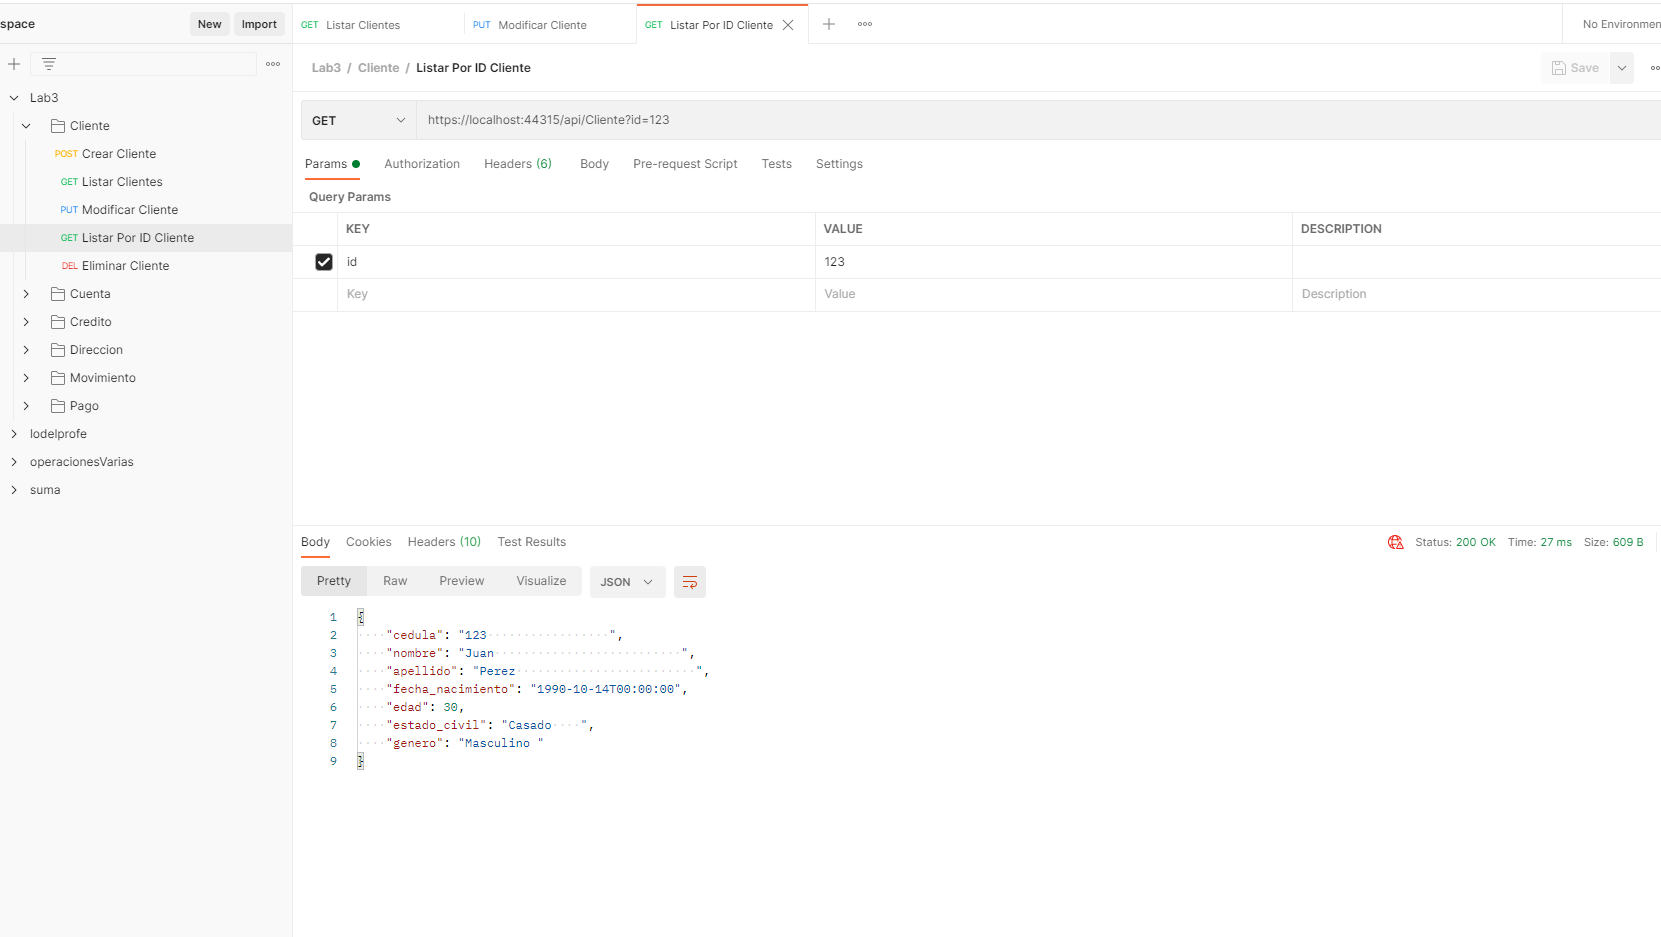 space New Import
GET Listar Clientes PUT Modificar Cliente GET Listar Por ID Cliente No Environmen
Lab3 / Cliente / Listar Por ID Cliente Save
Lab3
Cliente
POST Crear Cliente
GET Listar Clientes
PUT Modificar Cliente
GET Listar Por ID Cliente
DEL Eliminar Cliente
Cuenta
Credito
Direccion
Movimiento
Pago
lodelprofe
operacionesVarias
suma
GET https://localhost:44315/api/Cliente?id=123
Params Authorization Headers (6) Body Pre-request Script Tests Settings
Query Params
KEY VALUE DESCRIPTION
id 123
Key Value Description
Body Cookies Headers (10) Test Results Status: 200 OK Time: 27 ms Size: 609 B
Pretty Raw Preview Visualize JSON
1 {
2 "cedula": "123                 ",
3 "nombre": "Juan                          ",
4 "apellido": "Perez                         ",
5 "fecha_nacimiento": "1990-10-14T00:00:00",
6 "edad": 30,
7 "estado_civil": "Casado    ",
8 "genero": "Masculino "
9 }